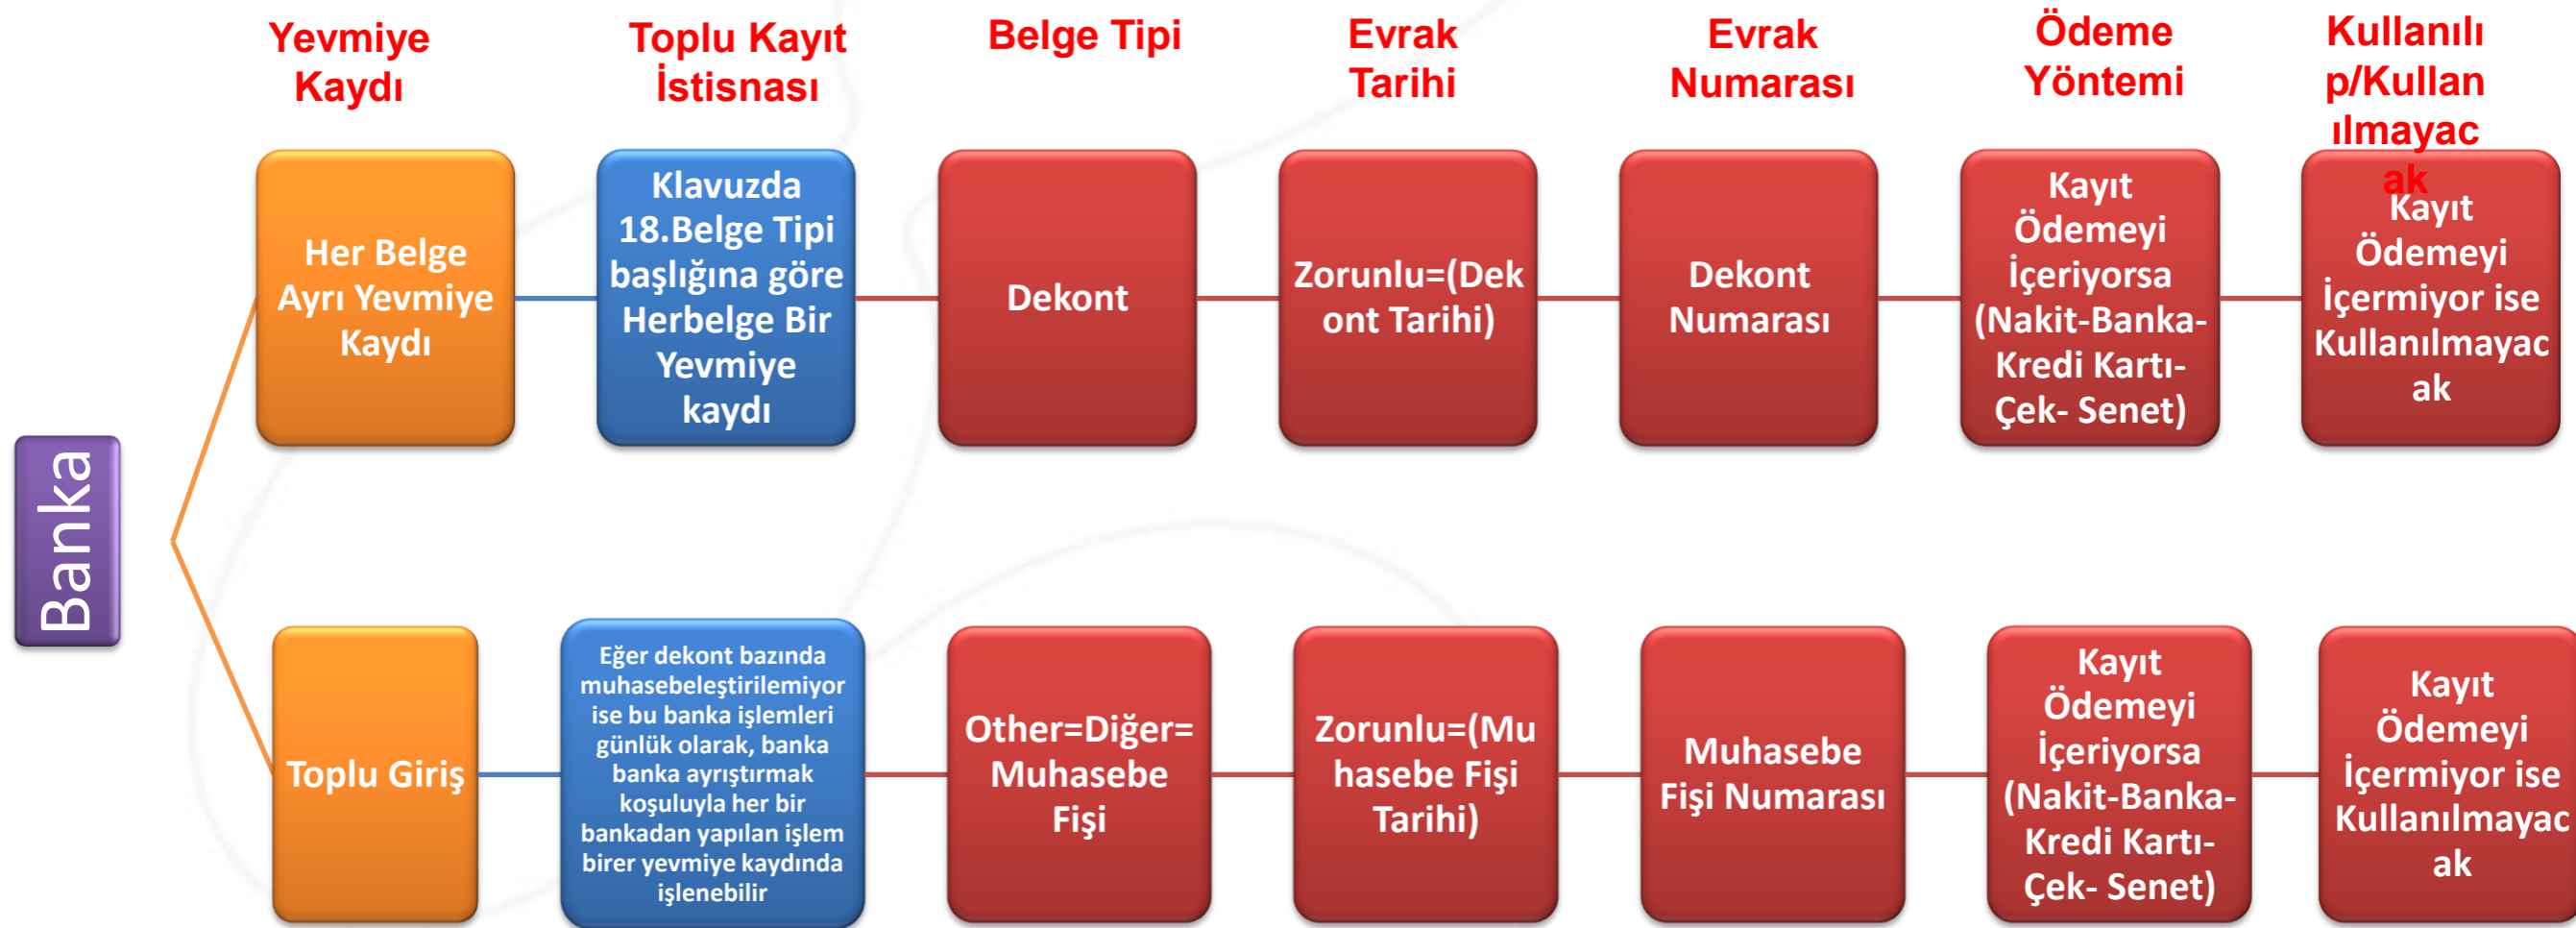 Yevmiye
Kaydı
Toplu Kayıt
İstisnası
Belge Tipi
Evrak
Tarihi
Evrak
Numarası
Ödeme
Yöntemi
Kullanılı
p/Kullan
ılmayac
ak
Banka
Her Belge
Ayrı Yevmiye
Kaydı
Klavuzda
18.Belge Tipi
başlığına göre
Herbelge Bir
Yevmiye
kaydı
Dekont
Zorunlu=(Dek
ont Tarihi)
Dekont
Numarası
Kayıt
Ödemeyi
İçeriyorsa
(Nakit-Banka-
Kredi Kartı-
Çek- Senet)
Kayıt
Ödemeyi
İçermiyor ise
Kullanılmayac
ak
Toplu Giriş
Eğer dekont bazında
muhasebeleştirilemiyor
ise bu banka işlemleri
günlük olarak, banka
banka ayrıştırmak
koşuluyla her bir
bankadan yapılan işlem
birer yevmiye kaydında
işlenebilir
Other=Diğer=
Muhasebe
Fişi
Zorunlu=(Mu
hasebe Fişi
Tarihi)
Muhasebe
Fişi Numarası
Kayıt
Ödemeyi
İçeriyorsa
(Nakit-Banka-
Kredi Kartı-
Çek- Senet)
Kayıt
Ödemeyi
İçermiyor ise
Kullanılmayac
ak